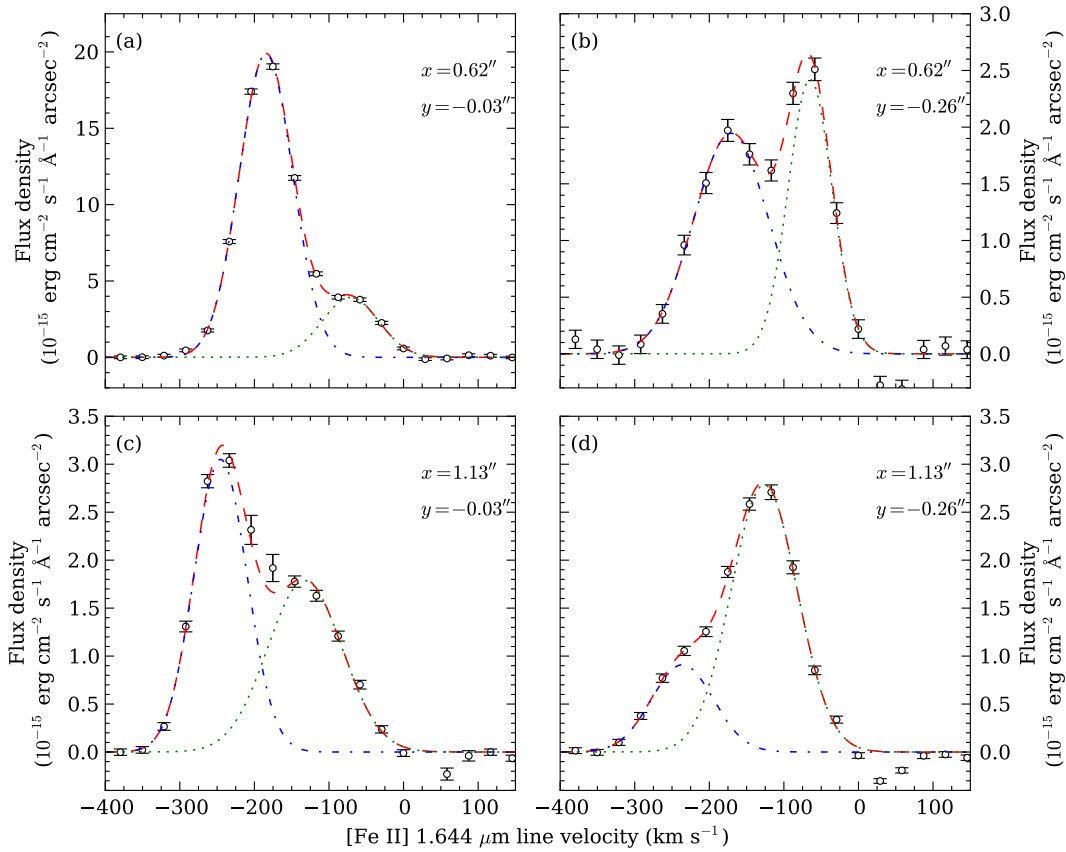 (a)
x=0.62″
y=−0.03″
20
15
10
5
0
Flux density
(10⁻¹⁵ erg cm⁻² s⁻¹ Å⁻¹ arcsec⁻²)
(b)
x=0.62″
y=−0.26″
3.0
2.5
2.0
1.5
1.0
0.5
0.0
Flux density
(10⁻¹⁵ erg cm⁻² s⁻¹ Å⁻¹ arcsec⁻²)
(c)
x=1.13″
y=−0.03″
3.5
3.0
2.5
2.0
1.5
1.0
0.5
0.0
Flux density
(10⁻¹⁵ erg cm⁻² s⁻¹ Å⁻¹ arcsec⁻²)
−400 −300 −200 −100 0 100
(d)
x=1.13″
y=−0.26″
3.5
3.0
2.5
2.0
1.5
1.0
0.5
0.0
Flux density
(10⁻¹⁵ erg cm⁻² s⁻¹ Å⁻¹ arcsec⁻²)
−400 −300 −200 −100 0 100
[Fe II] 1.644 μm line velocity (km s⁻¹)